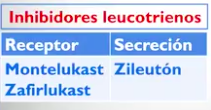 Inhibidores leucotrienos
Receptor Secreción
Montelukast Zileutón
Zafirlukast